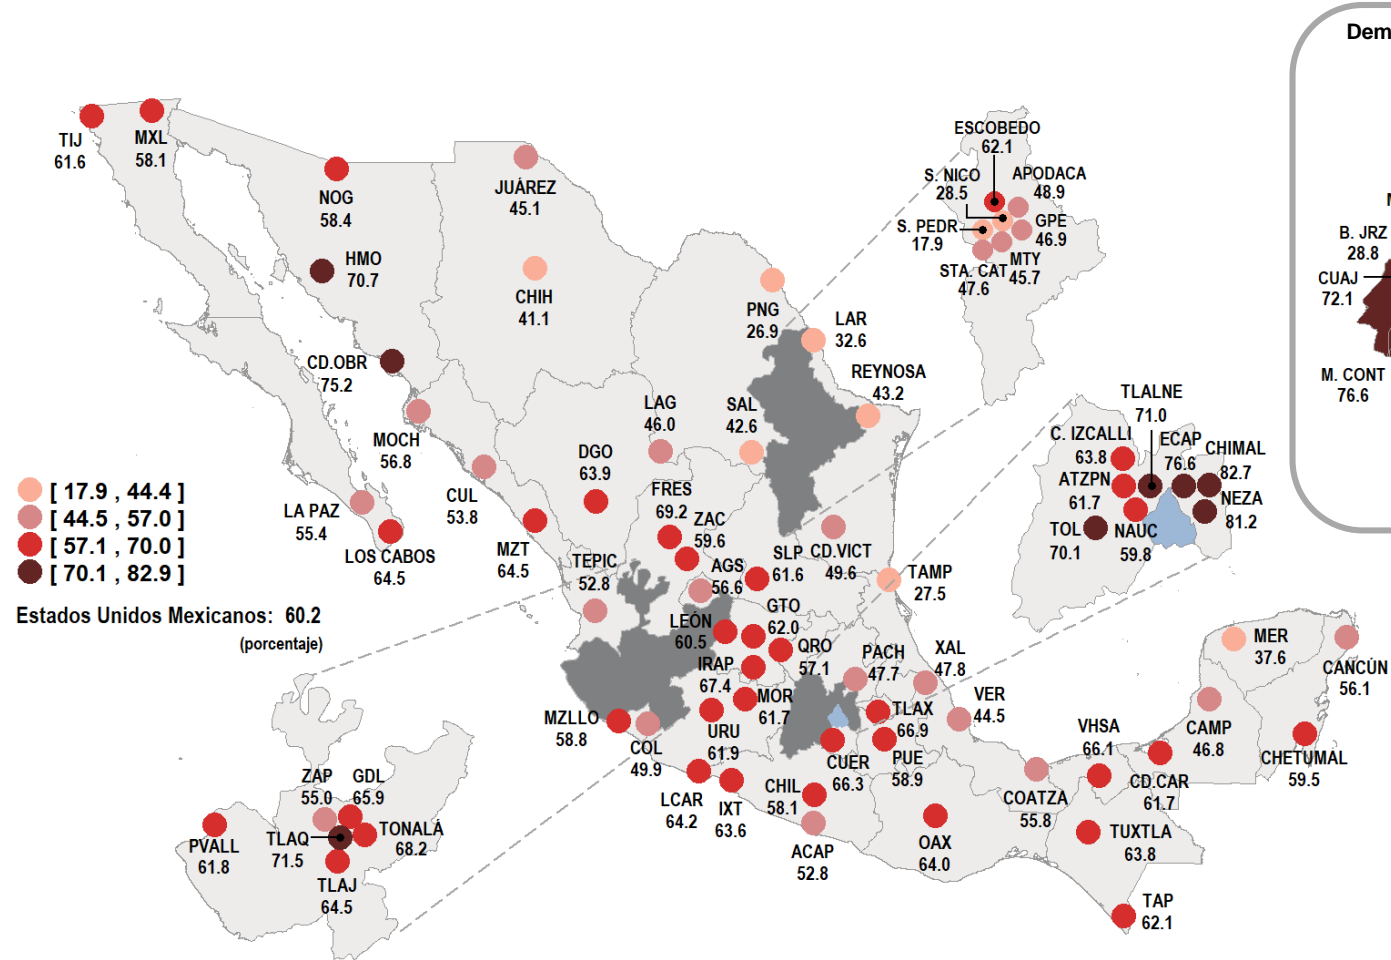 Dem
TIJ
61.6
MXL
58.1
NOG
58.4
JUÁREZ
45.1
HMO
70.7
CHIH
41.1
CD.OBR
75.2
MOCH
56.8
PNG
26.9
LAR
32.6
REYNOSA
43.2
LAG
46.0
SAL
42.6
DGO
63.9
CUL
53.8
LA PAZ
55.4
LOS CABOS
64.5
MZT
64.5
FRES
69.2
ZAC
59.6
TEPIC
52.8
AGS
56.6
SLP
61.6
CD.VICT
49.6
TAMP
27.5
LEÓN
60.5
GTO
62.0
QRO
57.1
IRAP
67.4
PACH
47.7
XAL
47.8
VER
44.5
MOR
61.7
TLAX
66.9
MZLLO
58.8
COL
49.9
URU
61.9
CUER
66.3
PUE
58.9
LCAR
64.2
IXT
63.6
CHIL
58.1
ACAP
52.8
OAX
64.0
COATZA
55.8
VHSA
66.1
CD.CAR
61.7
TUXTLA
63.8
TAP
62.1
MER
37.6
CANCÚN
56.1
CAMP
46.8
CHETUMAL
59.5
ESCOBEDO
62.1
S. NICO
28.5
APODACA
48.9
S. PEDR
17.9
GPE
46.9
STA. CAT
47.6
MTY
45.7
TLALNE
71.0
C. IZCALLI
63.8
ECAP
76.6
CHIMAL
82.7
ATZPN
61.7
NEZA
81.2
TOL
70.1
NAUC
59.8
B. JRZ
28.8
CUAJ
72.1
M. CONT
76.6
[ 17.9 , 44.4 ]
[ 44.5 , 57.0 ]
[ 57.1 , 70.0 ]
[ 70.1 , 82.9 ]
Estados Unidos Mexicanos: 60.2
(porcentaje)
ZAP
55.0
GDL
65.9
PVALL
61.8
TLAQ
71.5
TONALÁ
68.2
TLAJ
64.5